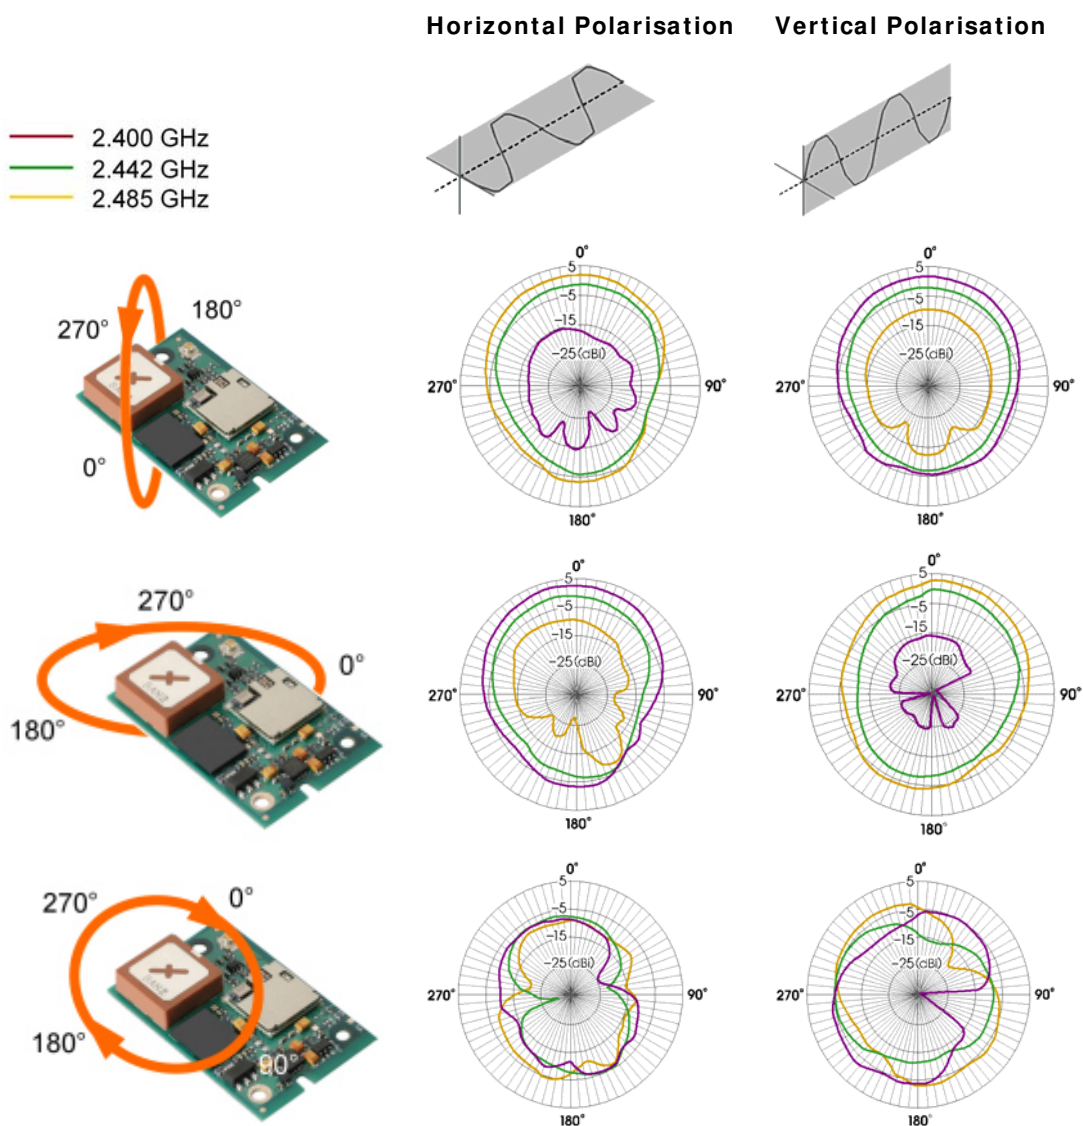 Horizontal Polarisation Vertical Polarisation
2.400 GHz
2.442 GHz
2.485 GHz
0° 0°
180° 5 5
270° -5 -5
-15 -15
-25 (dBi) -25 (dBi)
270° 90° 270° 90°
0°
180° 180°
0° 0°
270° 5 5
-5 -5
-15 -15
0° -25 (dBi) -25 (dBi)
270° 90° 270° 90°
180°
180° 180°
0° 0°
270° 0° 5 5
-5 -5
-15 -15
-25 (dBi) -25 (dBi)
270° 90° 270° 90°
180°
90°
180° 180°